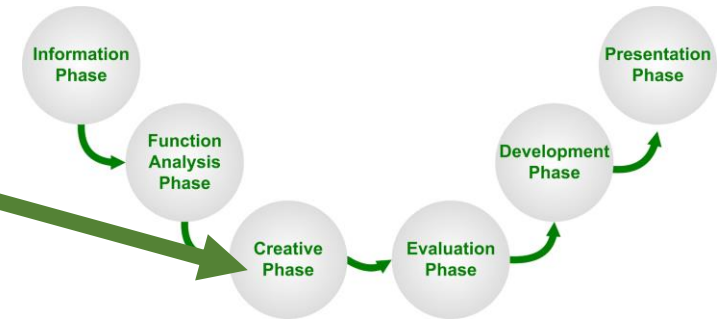 Information
Phase
Function
Analysis
Phase
Creative
Phase
Evaluation
Phase
Development
Phase
Presentation
Phase